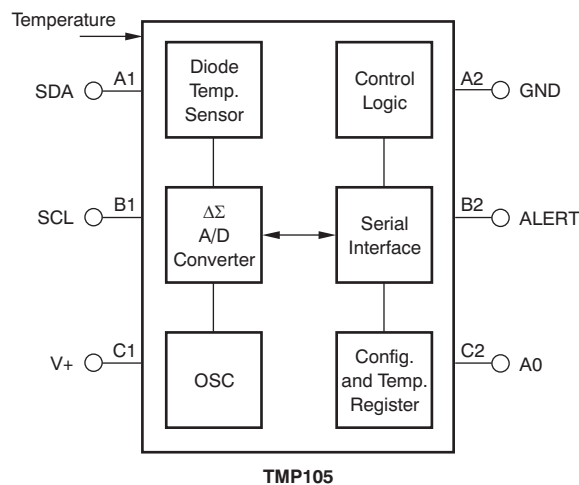 Temperature
SDA
A1
Diode
Temp.
Sensor
Control
Logic
A2
GND
SCL
B1
ΔΣ
A/D
Converter
Serial
Interface
B2
ALERT
V+
C1
OSC
Config.
and Temp.
Register
C2
A0
TMP105